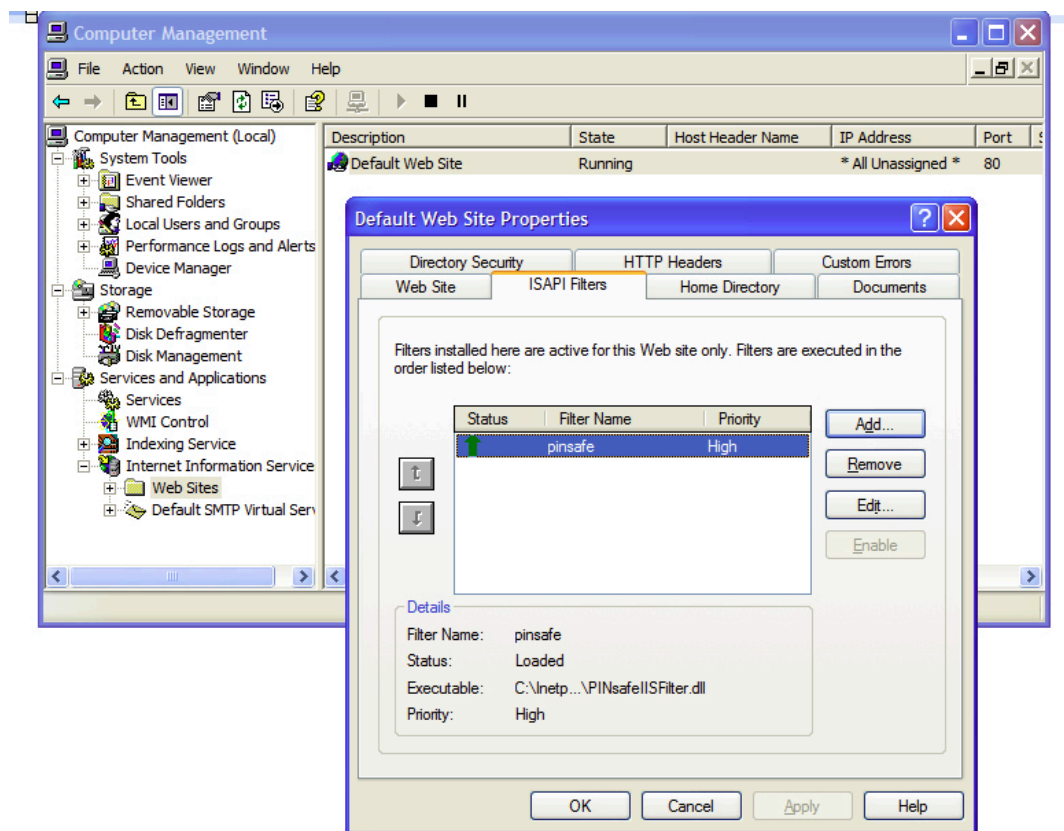 Computer Management
File Action View Window Help
Computer Management (Local)
System Tools
Event Viewer
Shared Folders
Local Users and Groups
Performance Logs and Alerts
Device Manager
Storage
Removable Storage
Disk Defragmenter
Disk Management
Services and Applications
Services
WMI Control
Indexing Service
Internet Information Service
Web Sites
Default SMTP Virtual Serv
Description State Host Header Name IP Address Port
Default Web Site Running * All Unassigned * 80
Default Web Site Properties
Directory Security HTTP Headers Custom Errors
Web Site ISAPI Filters Home Directory Documents
Filters installed here are active for this Web site only. Filters are executed in the
order listed below:
Status Filter Name Priority
pinsafe High
Add...
Remove
Edit...
Enable
Details
Filter Name: pinsafe
Status: Loaded
Executable: C:\Inetp...\PINsafeIISFilter.dll
Priority: High
OK Cancel Apply Help